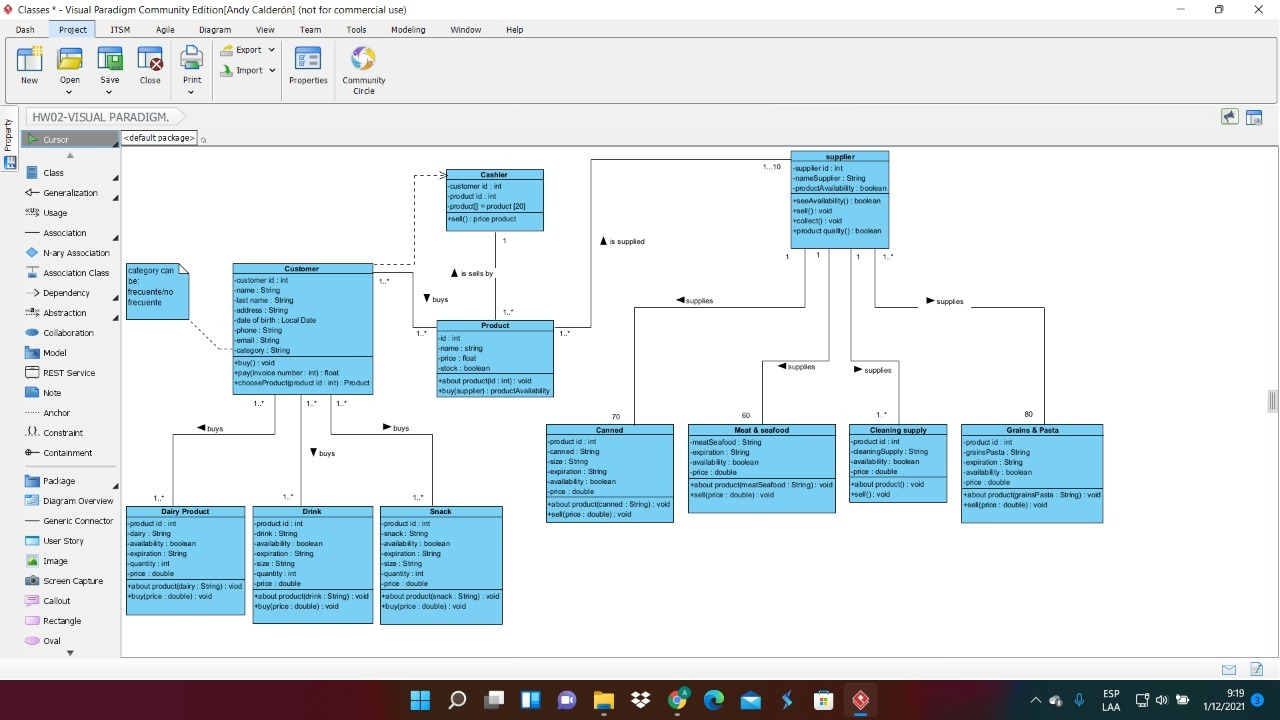 Classes * - Visual Paradigm Community Edition[Andy Calderón] (not for commercial use)
Dash Project ITSM Agile Diagram View Team Tools Modeling Window Help
New Open Save Close Print Export Import Properties Community Circle
HW02-VISUAL PARADIGM.
Property
<default package>
Cursor
Class
Generalization
Usage
Association
N-ary Association
Association Class
Dependency
Abstraction
Collaboration
Model
REST Service
Note
Anchor
Constraint
Containment
Package
Diagram Overview
Generic Connector
User Story
Image
Screen Capture
Callout
Rectangle
Oval
category can
be:
frecuente/no
frecuente
Customer
-customer id : int
-name : String
-last name : String
-address : String
-date of birth : Local Date
-phone : String
-email : String
-category : String
+buy() : void
+pay(invoice number : int) : float
+chooseProduct(product id : int) : Product
Cashier
-customer id : int
-product id : int
-product[] = product [20]
+sell() : price product
1
is sells by
1..*
1..*
buys
1..*
Product
-id : int
-name : string
-price : float
-stock : boolean
+about product(id : int) : void
+buy(supplier) : productAvailability
1..*
is supplied
1...10
supplier
-supplier id : int
-nameSupplier : String
-productAvailability : boolean
+seeAvailability() : boolean
+sell() : void
+collect() : void
+product quality() : boolean
1 1 1 1..*
supplies
supplies
supplies
supplies
70 60 1..* 80
Canned
-product id : int
-canned : String
-size : String
-expiration : String
-availability : boolean
-price : double
+about product(canned : String) : void
+sell(price : double) : void
Meat & seafood
-meatSeafood : String
-expiration : String
-availability : boolean
-price : double
+about product(meatSeafood : String) : void
+sell(price : double) : void
Cleaning supply
-product id : int
-cleaningSupply : String
-availability : boolean
-price : double
+about product() : void
+sell() : void
Grains & Pasta
-product id : int
-grainsPasta : String
-expiration : String
-availability : boolean
-price : double
+about product(grainsPasta : String) : void
+sell(price : double) : void
1..* 1..* 1..*
buys
buys
buys
1..* 1..* 1..*
Dairy Product
-product id : int
-dairy : String
-availability : boolean
-expiration : String
-quantity : int
-price : double
+about product(dairy : String) : viod
+buy(price : double) : void
Drink
-product id : int
-drink : String
-availability : boolean
-expiration : String
-size : String
-quantity : int
-price : double
+about product(drink : String) : void
+buy(price : double) : void
Snack
-product id : int
-snack : String
-availability : boolean
-expiration : String
-size : String
-quantity : int
-price : double
+about product(snack : String) : void
+buy(price : double) : void
ESP
LAA
9:19
1/12/2021
3